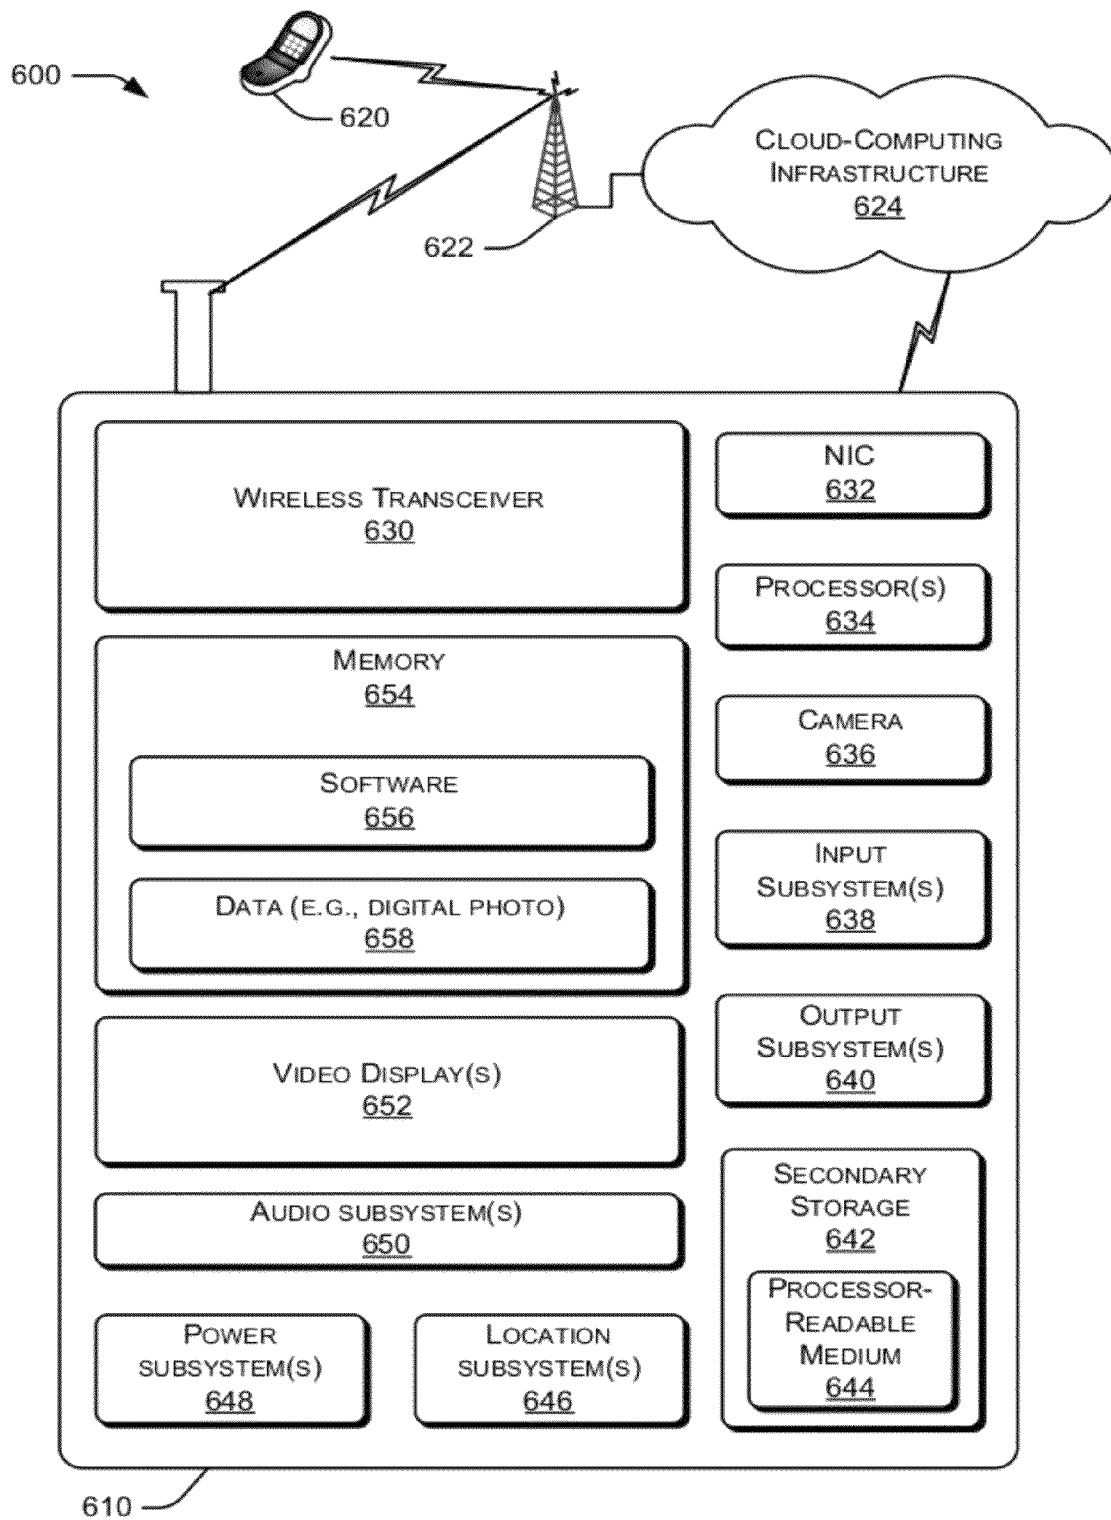 600
620
CLOUD-COMPUTING
INFRASTRUCTURE
624
622
WIRELESS TRANSCEIVER
630
NIC
632
PROCESSOR(S)
634
MEMORY
654
CAMERA
636
SOFTWARE
656
INPUT
SUBSYSTEM(S)
638
DATA (E.G., DIGITAL PHOTO)
658
OUTPUT
SUBSYSTEM(S)
640
VIDEO DISPLAY(S)
652
SECONDARY
STORAGE
642
AUDIO SUBSYSTEM(S)
650
PROCESSOR-
READABLE
MEDIUM
644
POWER
SUBSYSTEM(S)
648
LOCATION
SUBSYSTEM(S)
646
610